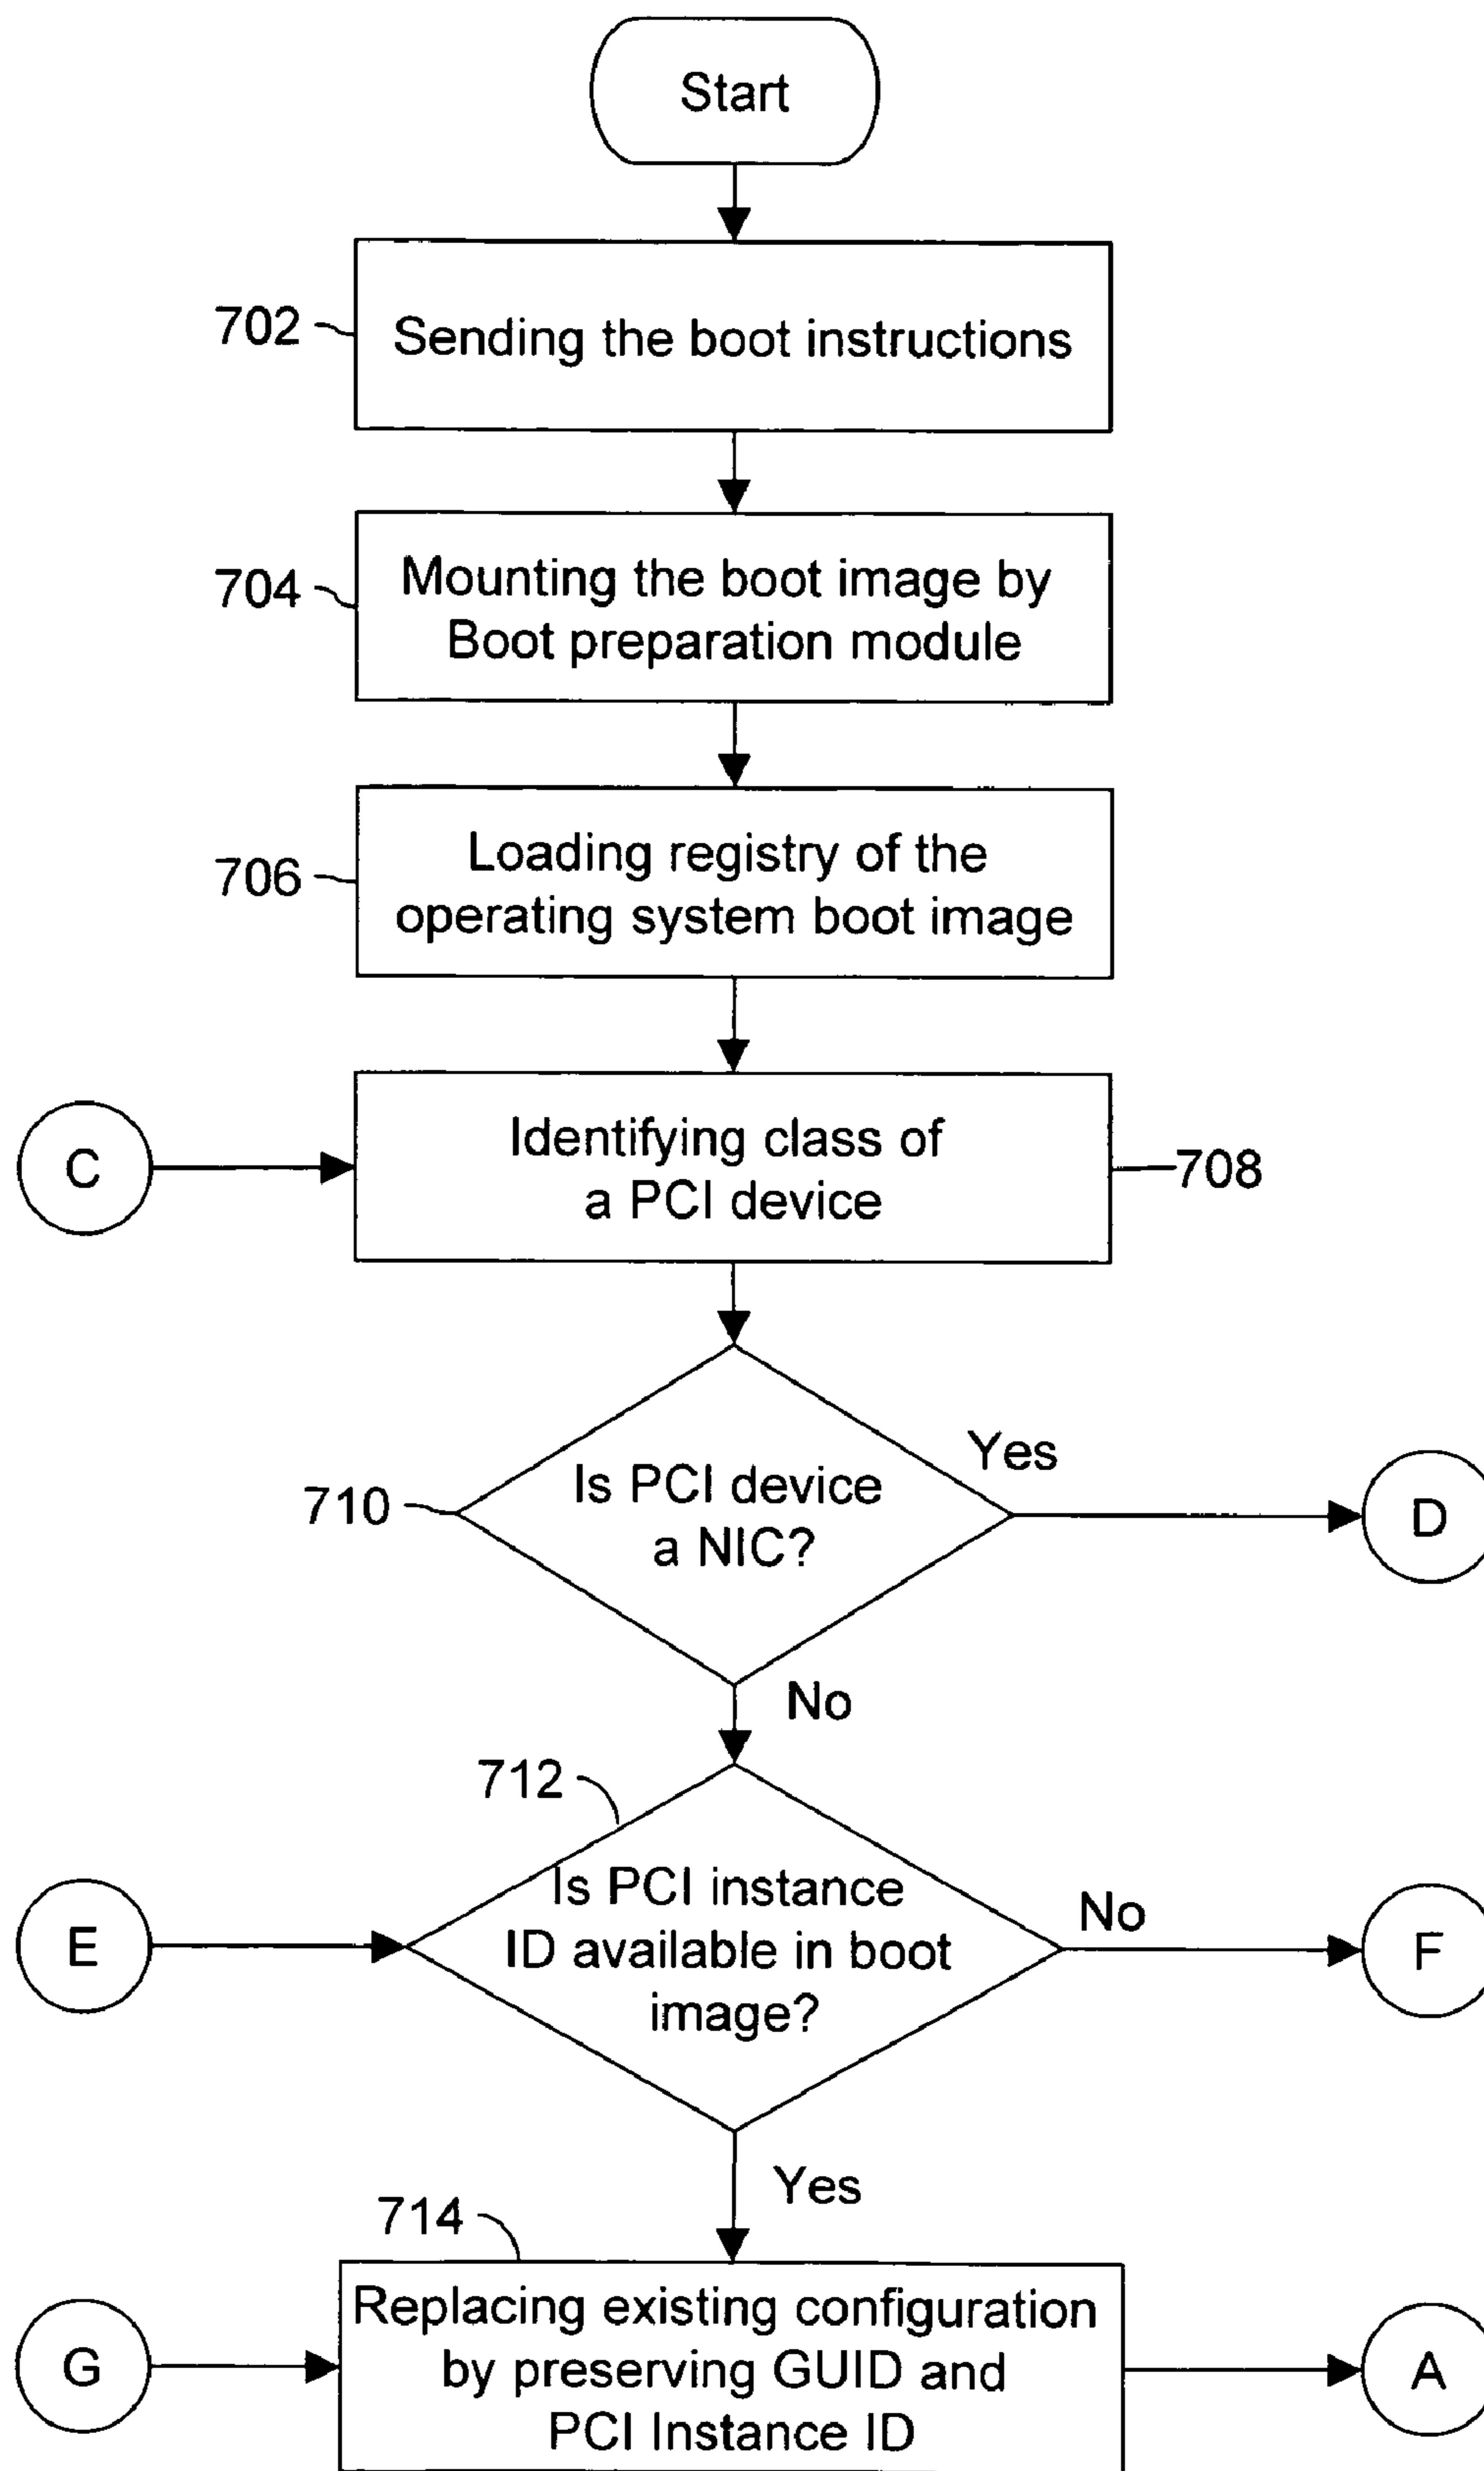 Start
702
Sending the boot instructions
704
Mounting the boot image by
Boot preparation module
706
Loading registry of the
operating system boot image
C
Identifying class of
a PCI device
708
710
Is PCI device
a NIC?
Yes
D
No
712
E
Is PCI instance
ID available in boot
image?
No
F
Yes
714
G
Replacing existing configuration
by preserving GUID and
PCI Instance ID
A